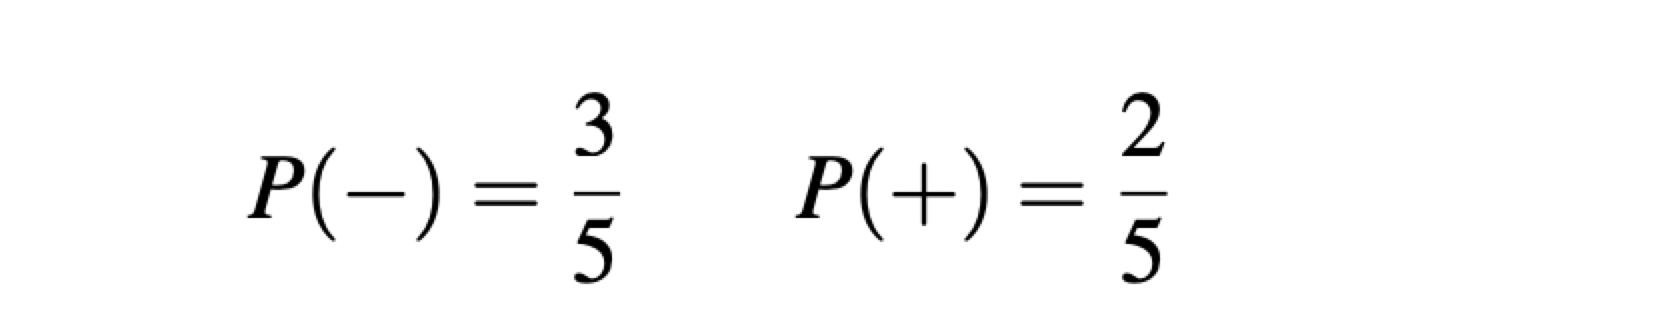 P(−) = 3/5 P(+) = 2/5